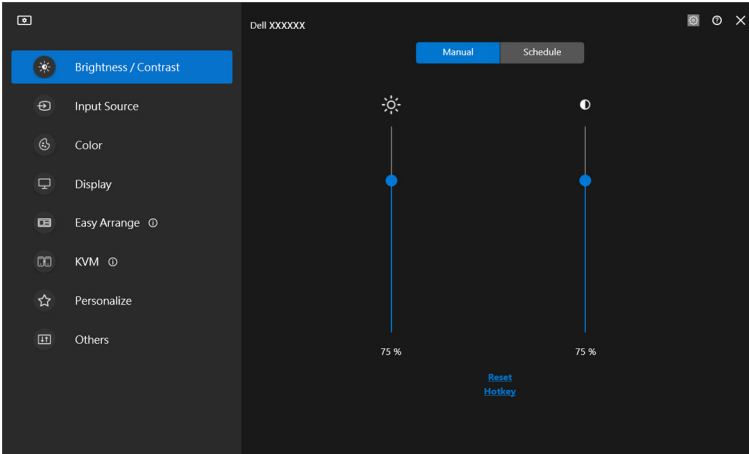 Dell XXXXXX
Manual
Schedule
Brightness / Contrast
Input Source
Color
Display
Easy Arrange
KVM
Personalize
Others
75 %
75 %
Reset
Hotkey